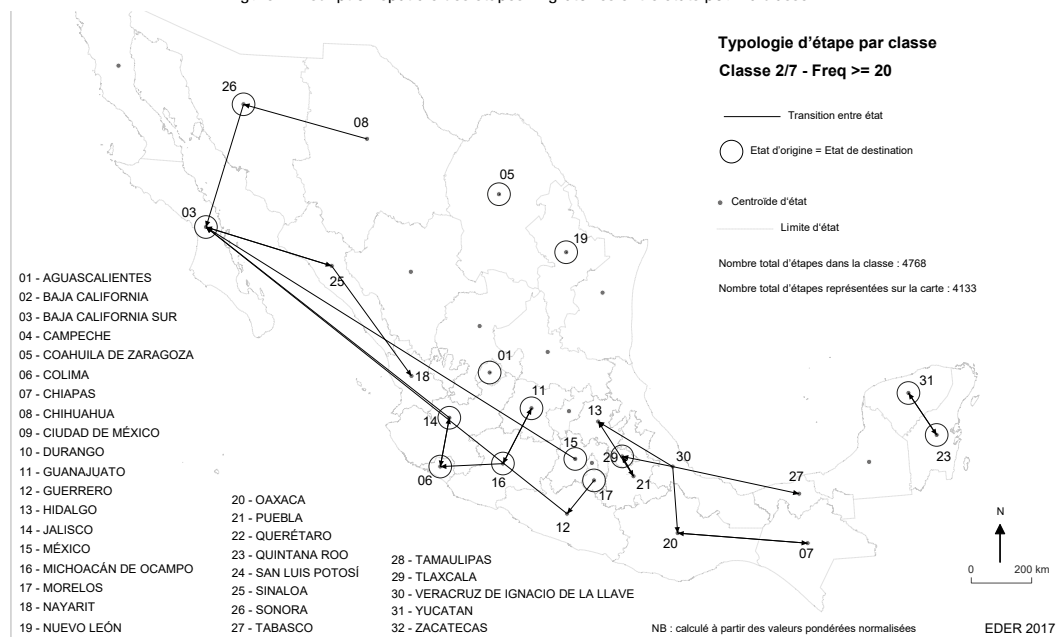 Typologie d'étape par classe
Classe 2/7 - Freq >= 20
Transition entre état
Etat d'origine = Etat de destination
Centroïde d'état
Limite d'état
Nombre total d'étapes dans la classe : 4768
Nombre total d'étapes représentées sur la carte : 4133
26
08
05
03
19
25
01
18
11
14
13
15
30
31
29
06
16
17
21
27
23
12
20
07
N
0 200 km
01 - AGUASCALIENTES
02 - BAJA CALIFORNIA
03 - BAJA CALIFORNIA SUR
04 - CAMPECHE
05 - COAHUILA DE ZARAGOZA
06 - COLIMA
07 - CHIAPAS
08 - CHIHUAHUA
09 - CIUDAD DE MÉXICO
10 - DURANGO
11 - GUANAJUATO
12 - GUERRERO
13 - HIDALGO
14 - JALISCO
15 - MÉXICO
16 - MICHOACÁN DE OCAMPO
17 - MORELOS
18 - NAYARIT
19 - NUEVO LEÓN
20 - OAXACA
21 - PUEBLA
22 - QUERÉTARO
23 - QUINTANA ROO
24 - SAN LUIS POTOSÍ
25 - SINALOA
26 - SONORA
27 - TABASCO
28 - TAMAULIPAS
29 - TLAXCALA
30 - VERACRUZ DE IGNACIO DE LA LLAVE
31 - YUCATAN
32 - ZACATECAS
NB : calculé à partir des valeurs pondérées normalisées
EDER 2017